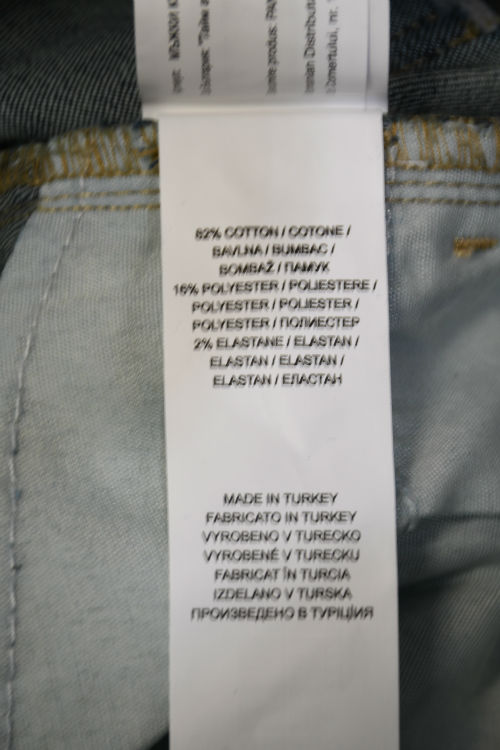 82% COTTON / COTONE /
BAVLNA / BUMBAC /
BOMBAŽ / ПАМУК
16% POLYESTER / POLIESTERE /
POLYESTER / POLIESTER /
POLYESTER / ПОЛИЕСТЕР
2% ELASTANE / ELASTAN /
ELASTAN / ELASTAN /
ELASTAN / ЕЛАСТАН
MADE IN TURKEY
FABRICATO IN TURKEY
VYROBENO V TURECKO
VYROBENÉ V TURECKU
FABRICAT ÎN TURCIA
IZDELANO V TURSKA
ПРОИЗВЕДЕНО В ТУРЦИЯ